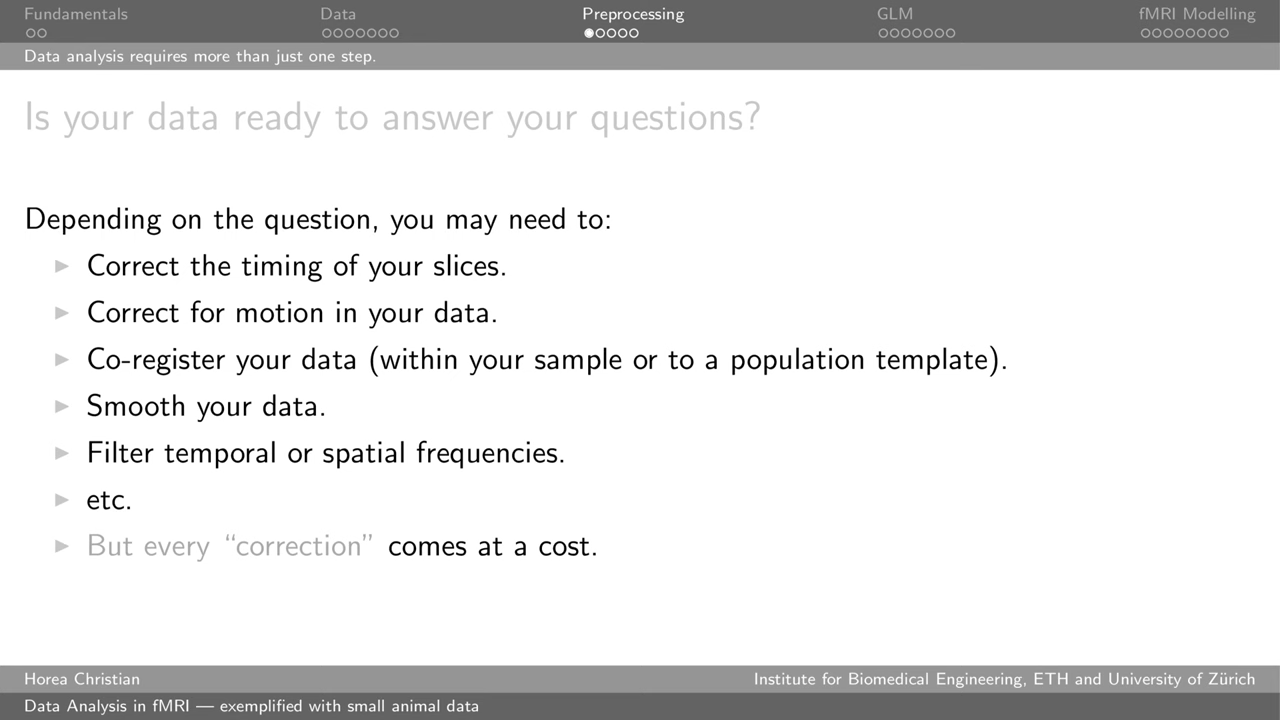 Fundamentals Data Preprocessing GLM fMRI Modelling
Data analysis requires more than just one step.
Is your data ready to answer your questions?
Depending on the question, you may need to:
Correct the timing of your slices.
Correct for motion in your data.
Co-register your data (within your sample or to a population template).
Smooth your data.
Filter temporal or spatial frequencies.
etc.
But every “correction” comes at a cost.
Horea Christian Institute for Biomedical Engineering, ETH and University of Zürich
Data Analysis in fMRI — exemplified with small animal data